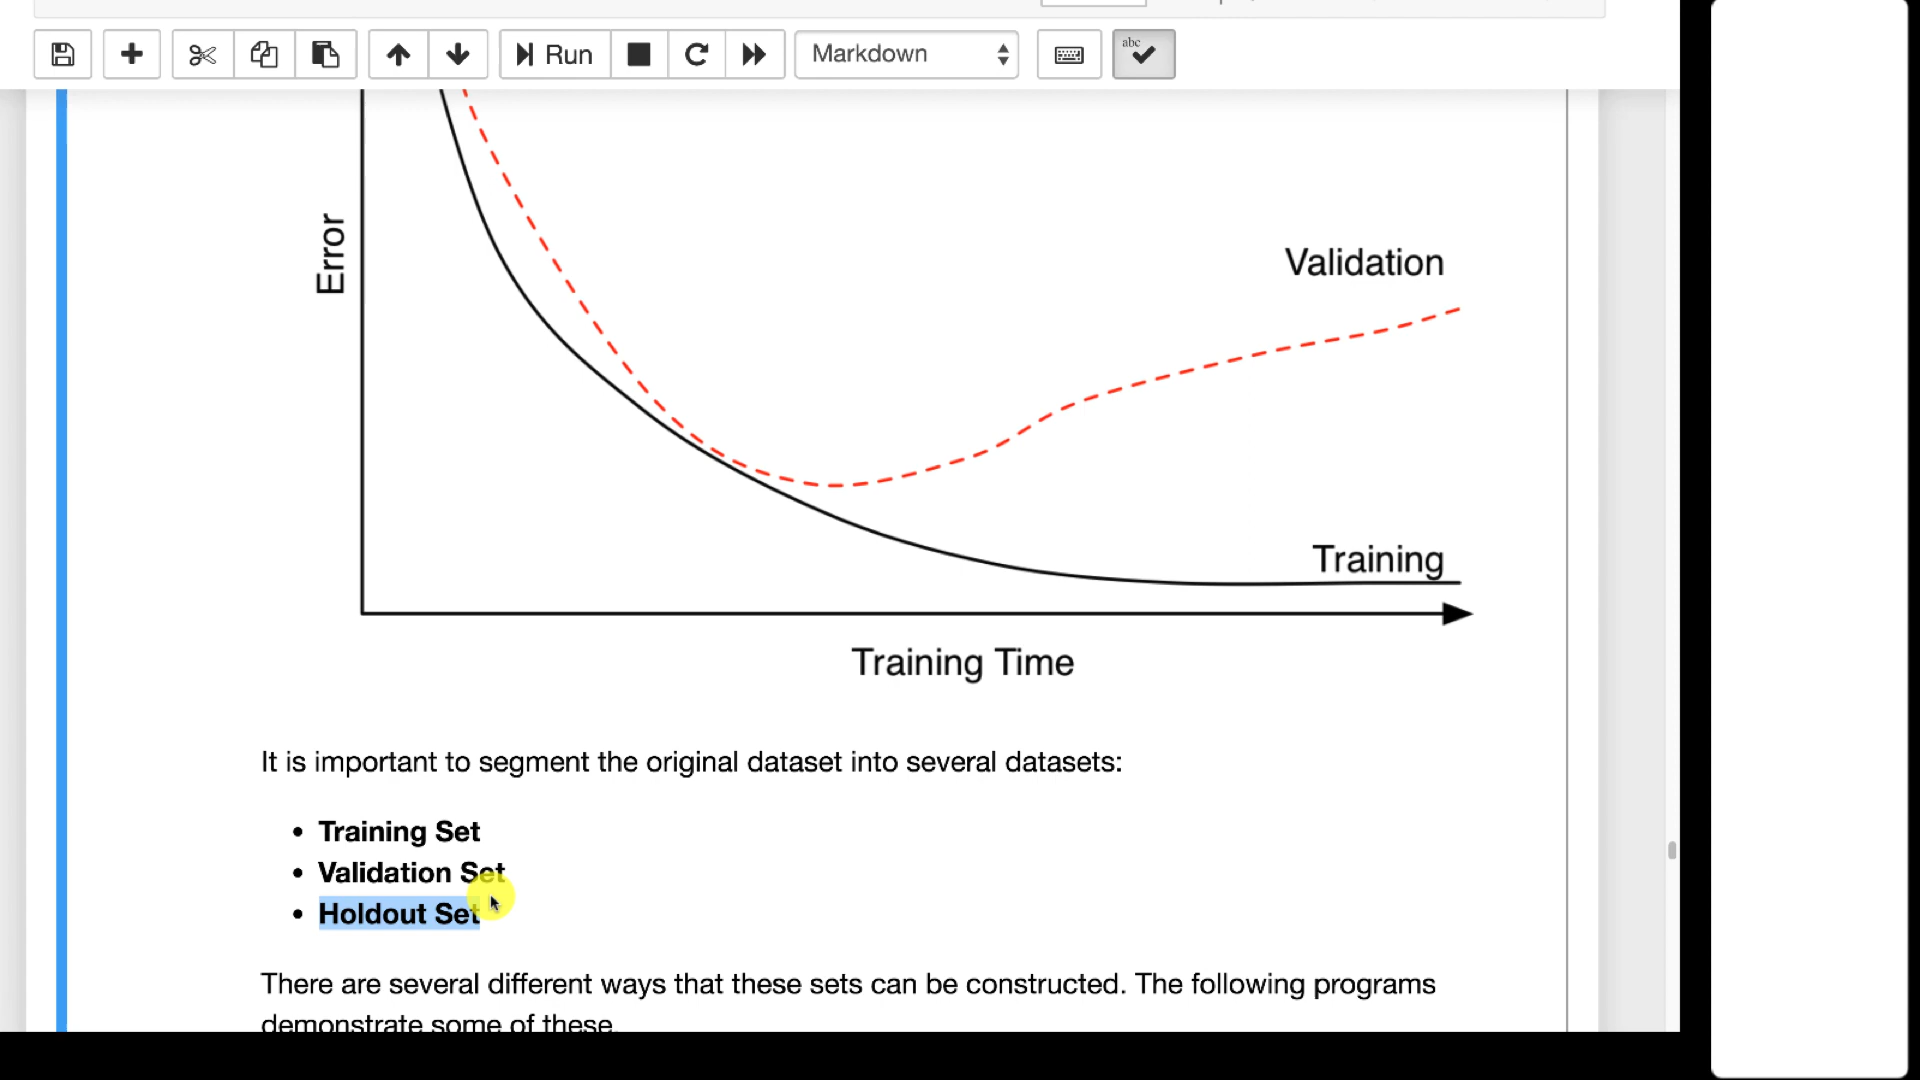 Run
Markdown
abc
Error
Validation
Training
Training Time
It is important to segment the original dataset into several datasets:
• Training Set
• Validation Set
• Holdout Set
There are several different ways that these sets can be constructed. The following programs
demonstrate some of these.